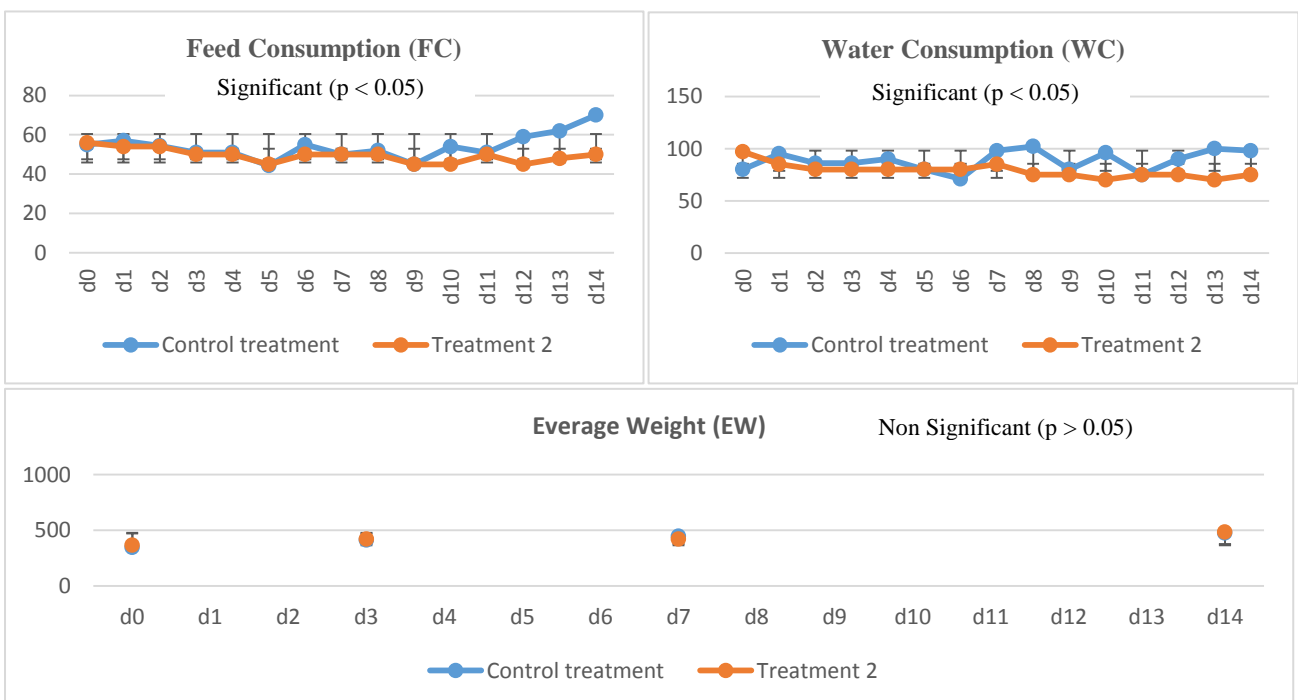 Feed Consumption (FC)
Significant (p < 0.05)
80
60
40
20
0
d0 d1 d2 d3 d4 d5 d6 d7 d8 d9 d10 d11 d12 d13 d14
Control treatment Treatment 2
Water Consumption (WC)
Significant (p < 0.05)
150
100
50
0
d0 d1 d2 d3 d4 d5 d6 d7 d8 d9 d10 d11 d12 d13 d14
Control treatment Treatment 2
Everage Weight (EW) Non Significant (p > 0.05)
1000
500
0
d0 d1 d2 d3 d4 d5 d6 d7 d8 d9 d10 d11 d12 d13 d14
Control treatment Treatment 2